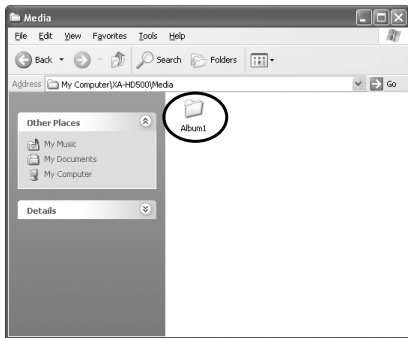 Media
File Edit View Favorites Tools Help
Back Search Folders
Address My Computer\XA-HD500\Media Go
Other Places
My Music
My Documents
My Computer
Details
Album1